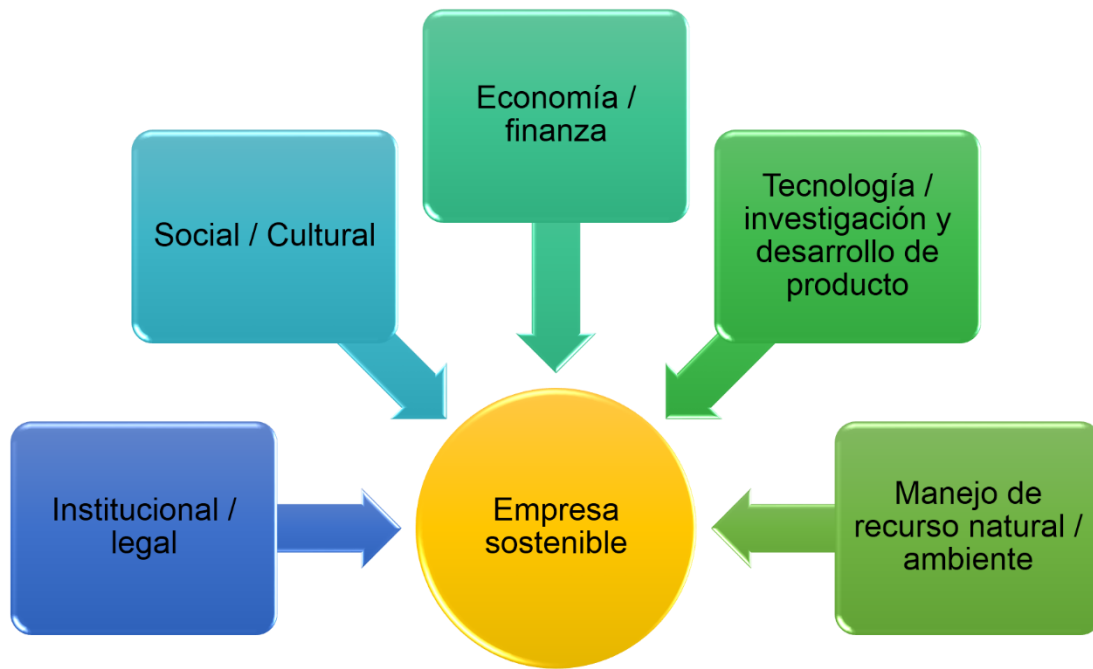 Economía /
finanza
Social / Cultural
Tecnología /
investigación y
desarrollo de
producto
Institucional /
legal
Empresa
sostenible
Manejo de
recurso natural /
ambiente